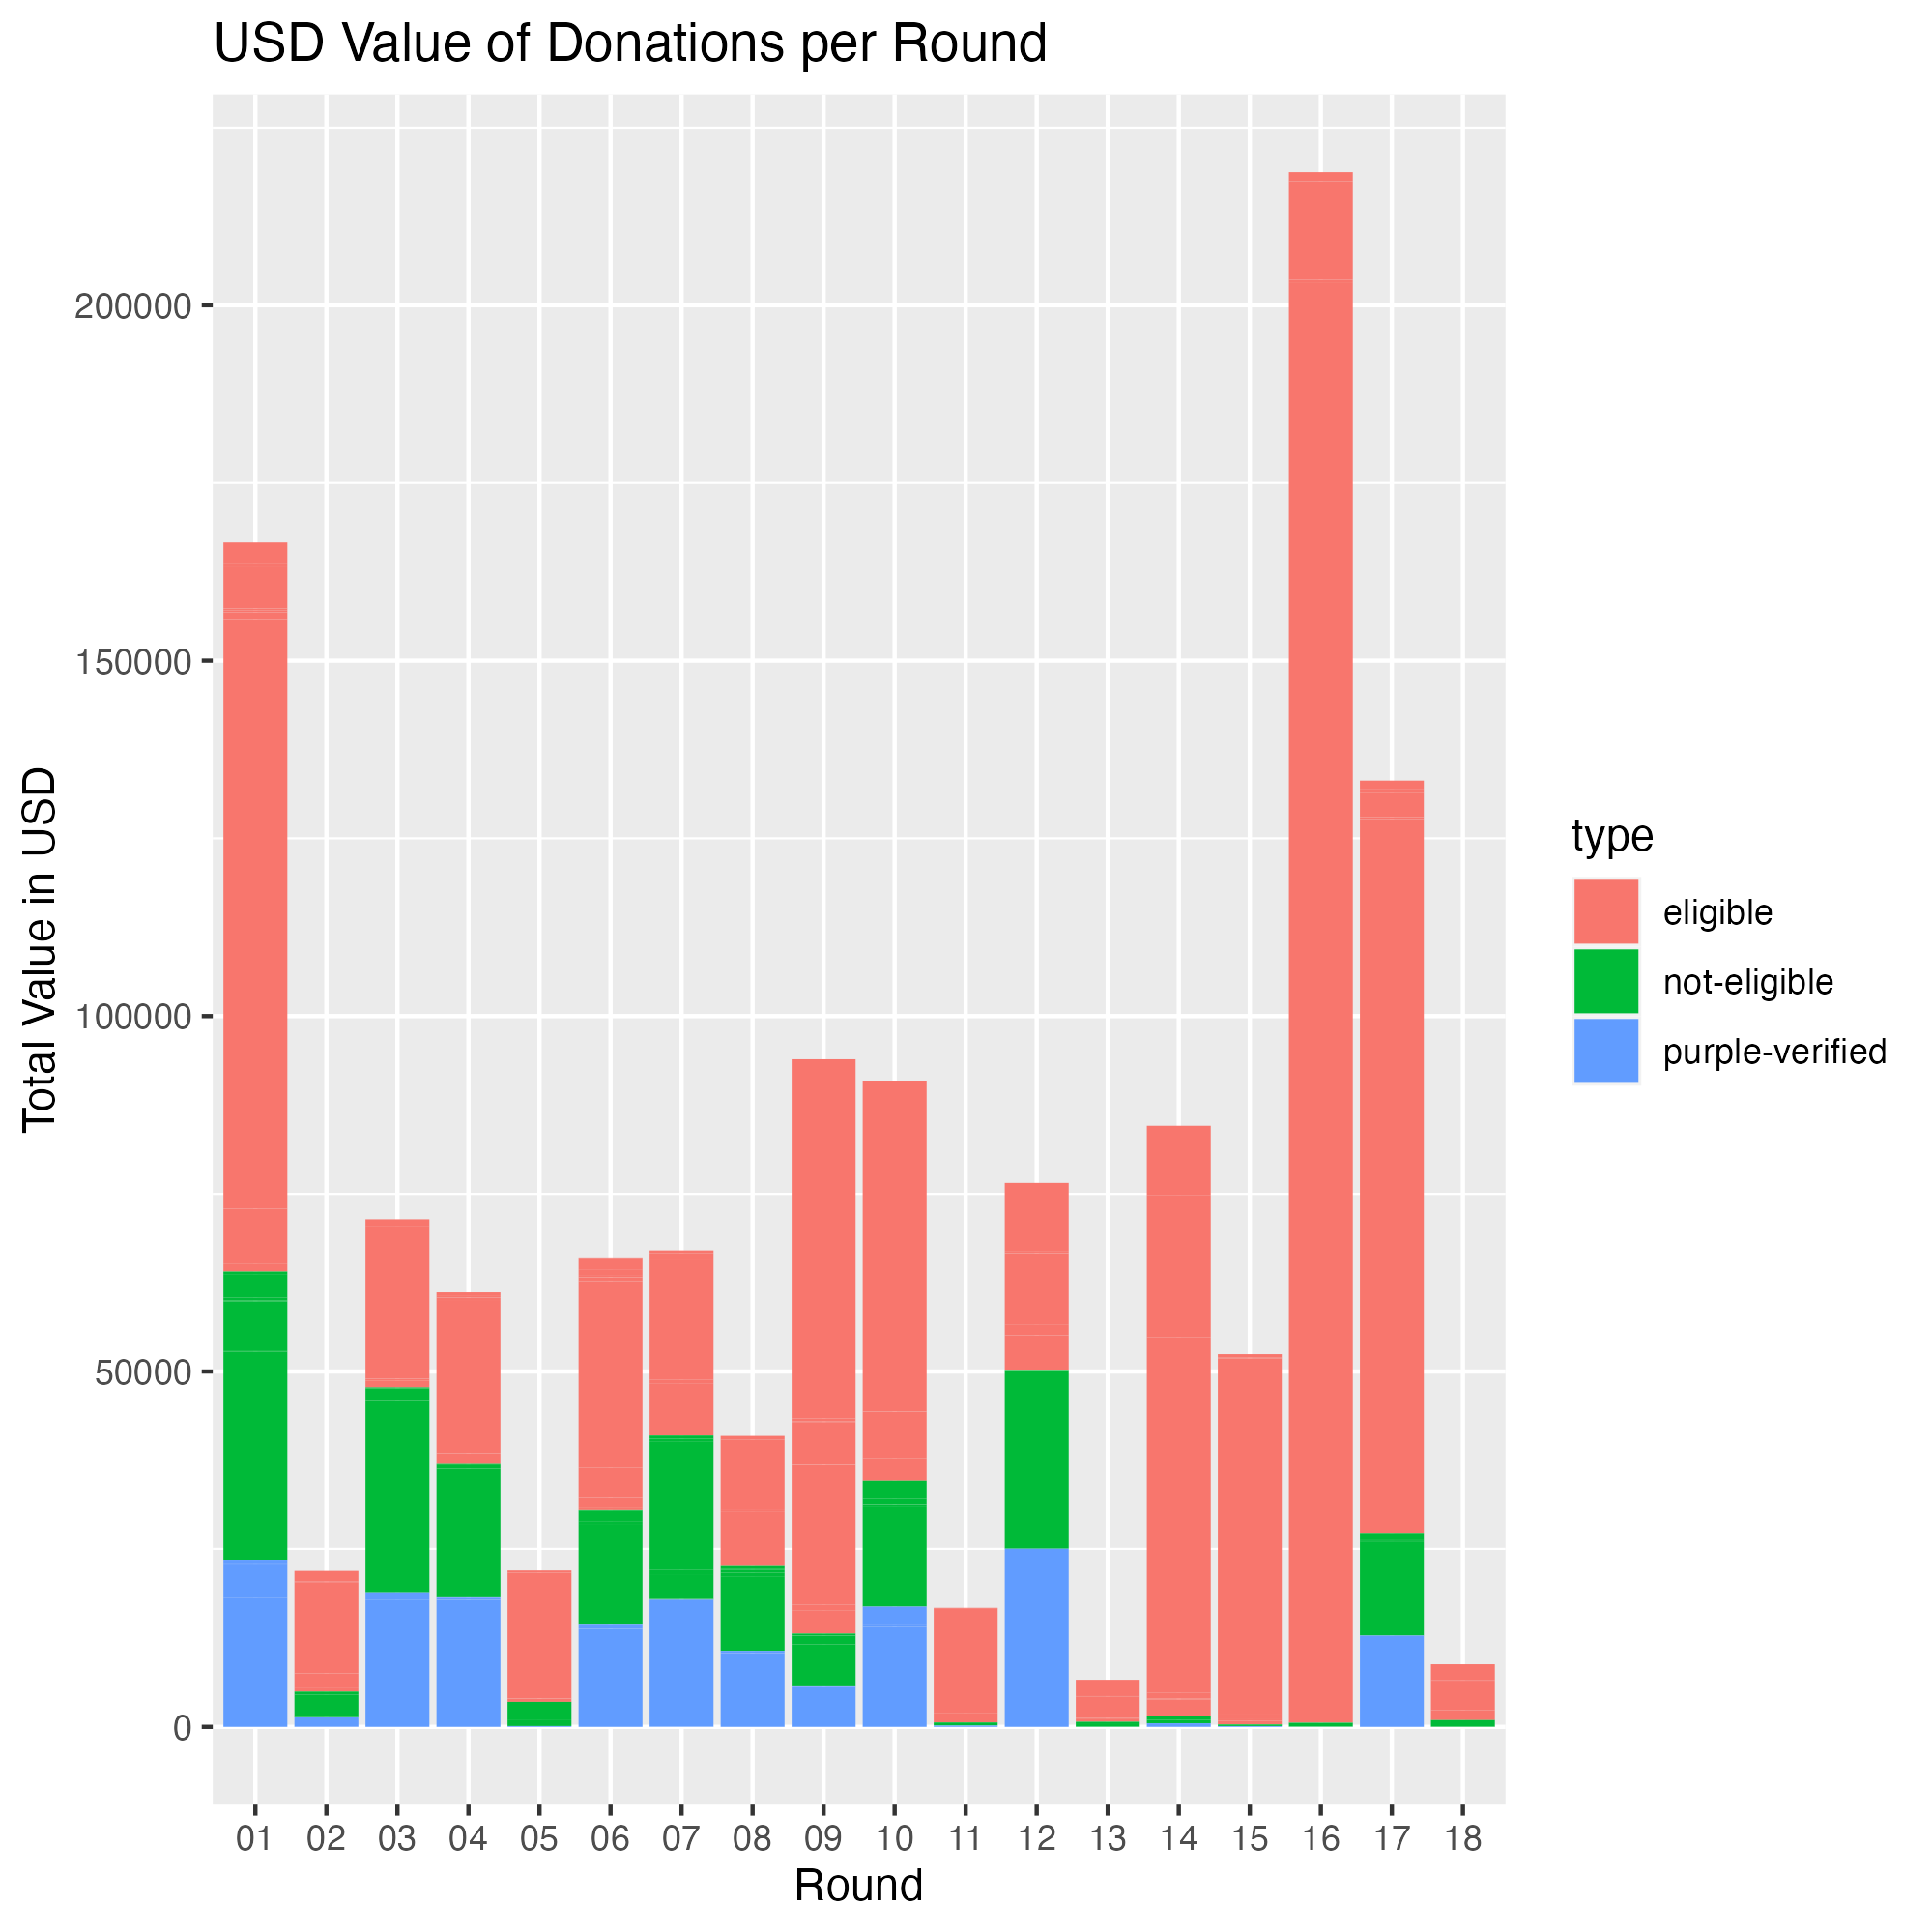 USD Value of Donations per Round
Total Value in USD
200000
150000
100000
50000
0
01 02 03 04 05 06 07 08 09 10 11 12 13 14 15 16 17 18
Round
type
eligible
not-eligible
purple-verified